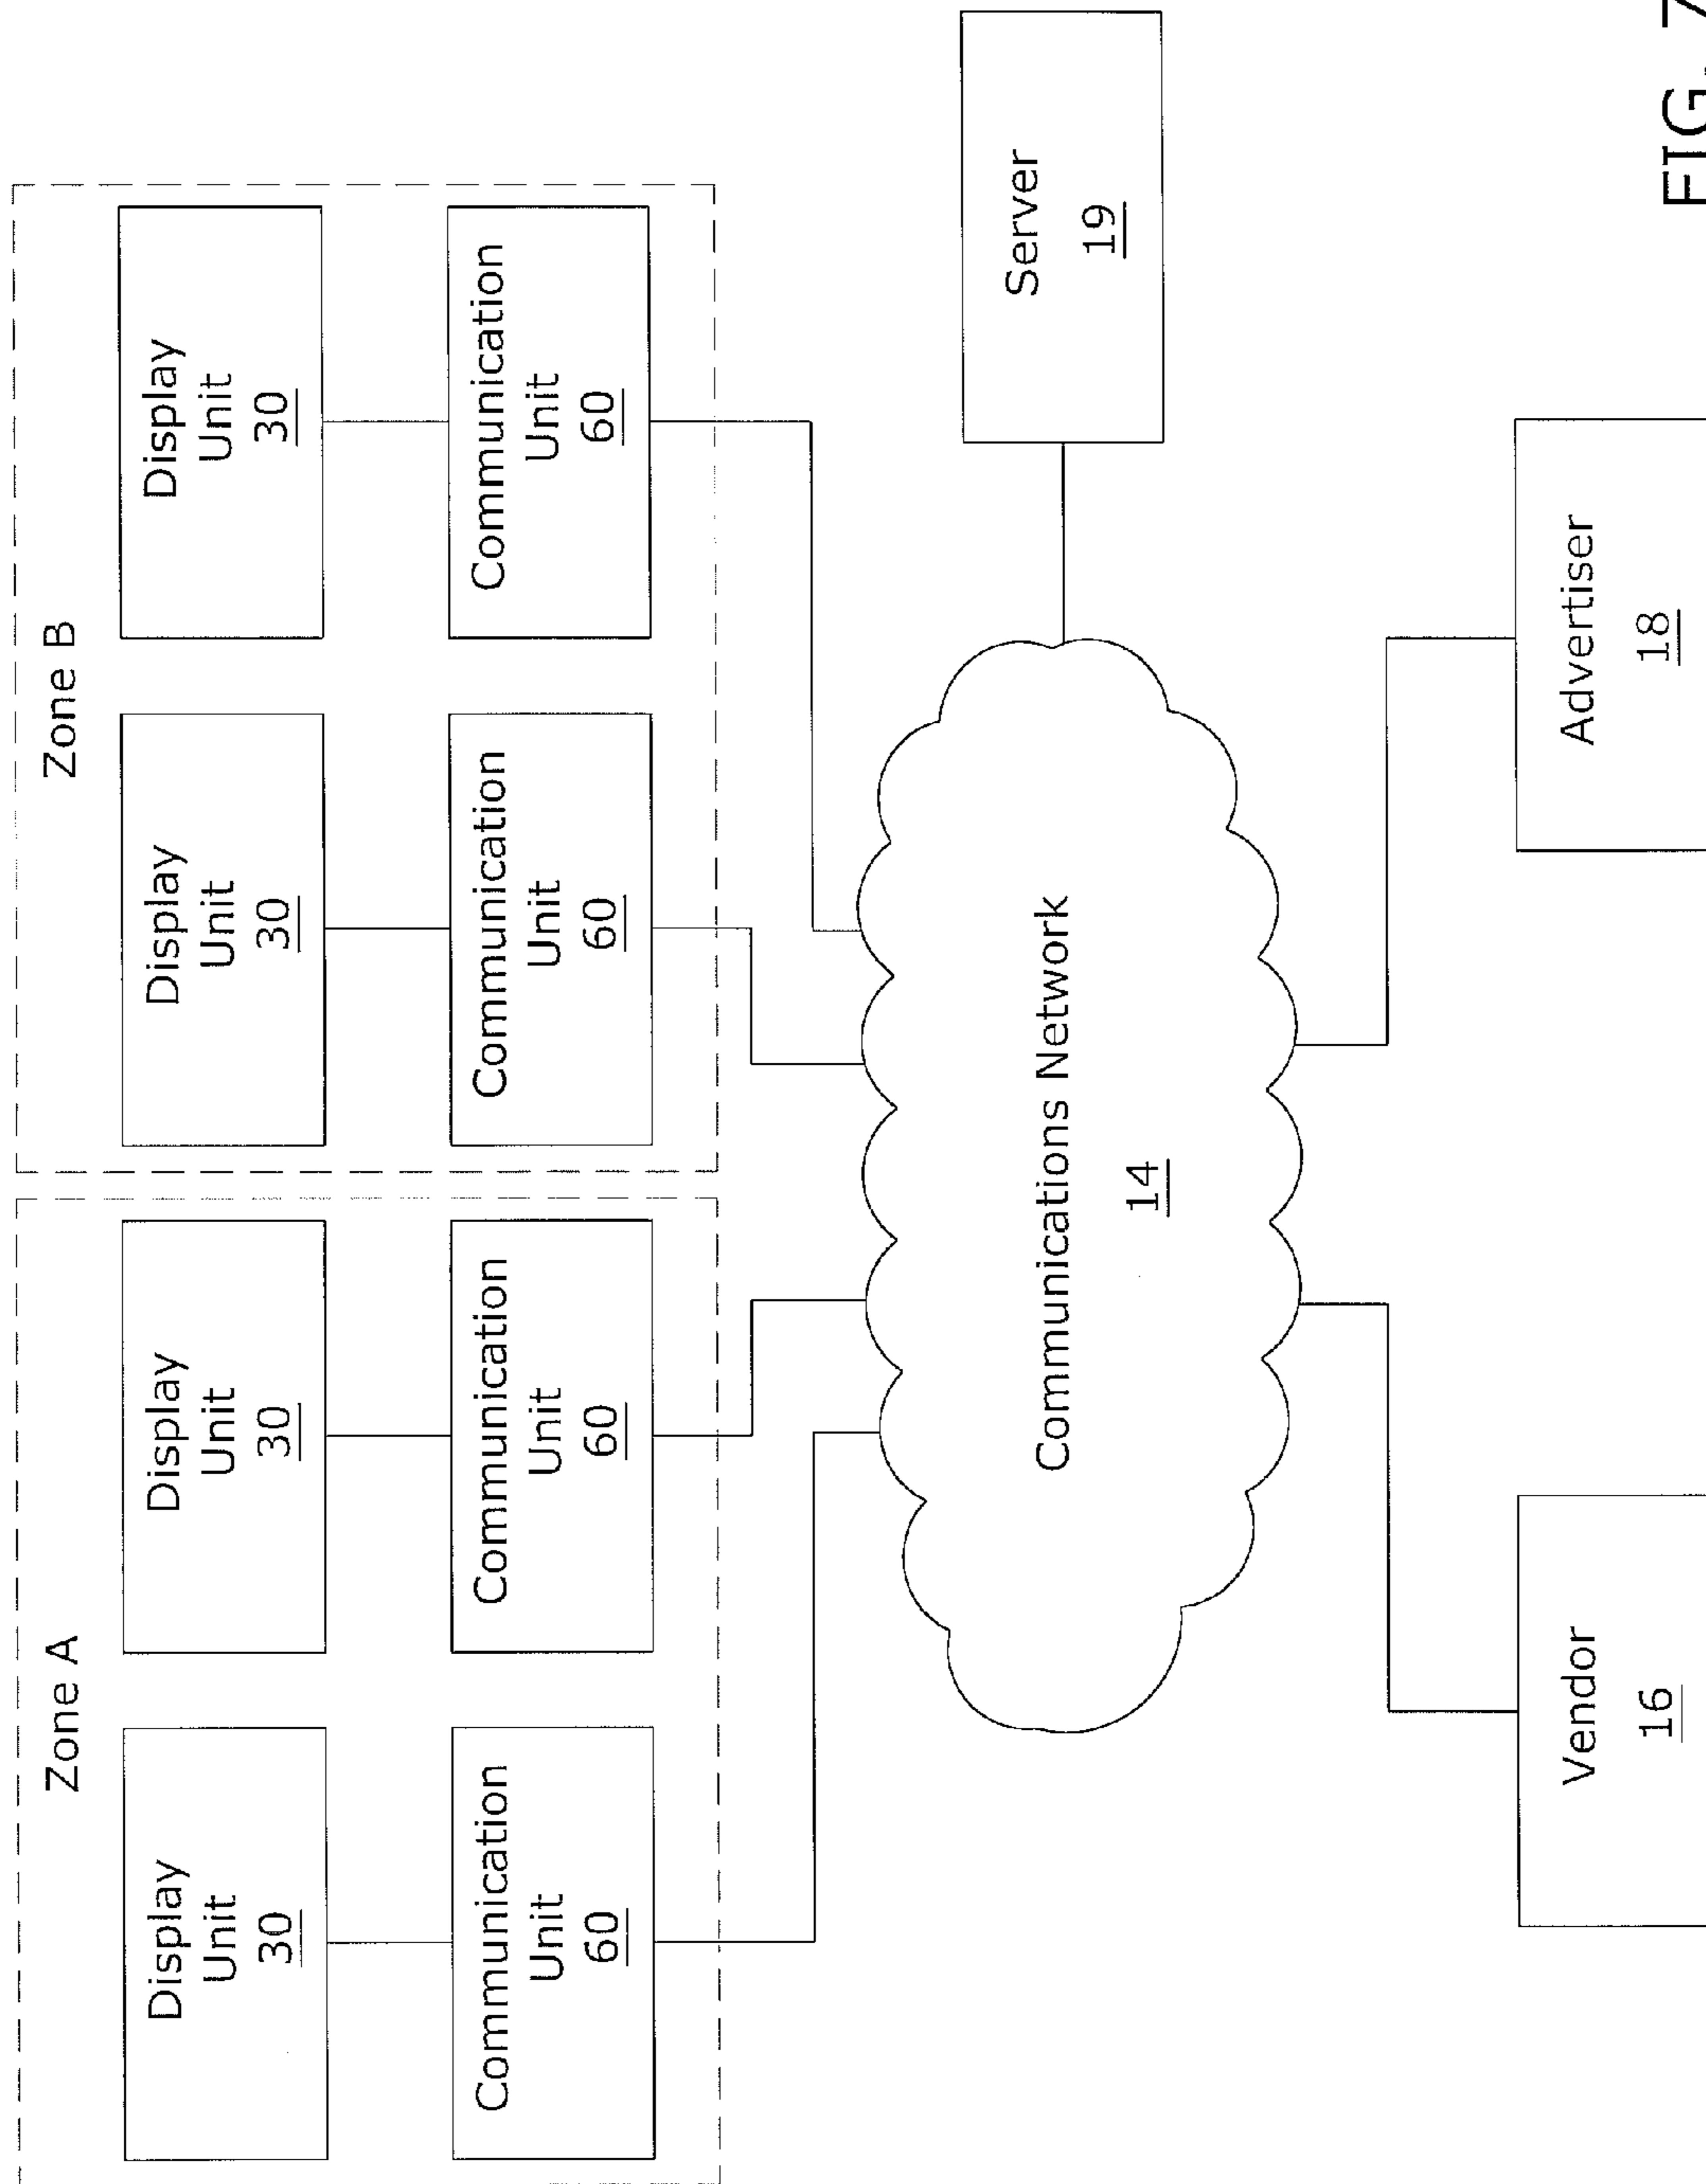 Zone A
Zone B
Display
Unit
30
Display
Unit
30
Display
Unit
30
Display
Unit
30
Communication
Unit
60
Communication
Unit
60
Communication
Unit
60
Communication
Unit
60
Communications Network
14
Server
19
Vendor
16
Advertiser
18
FIG. 7